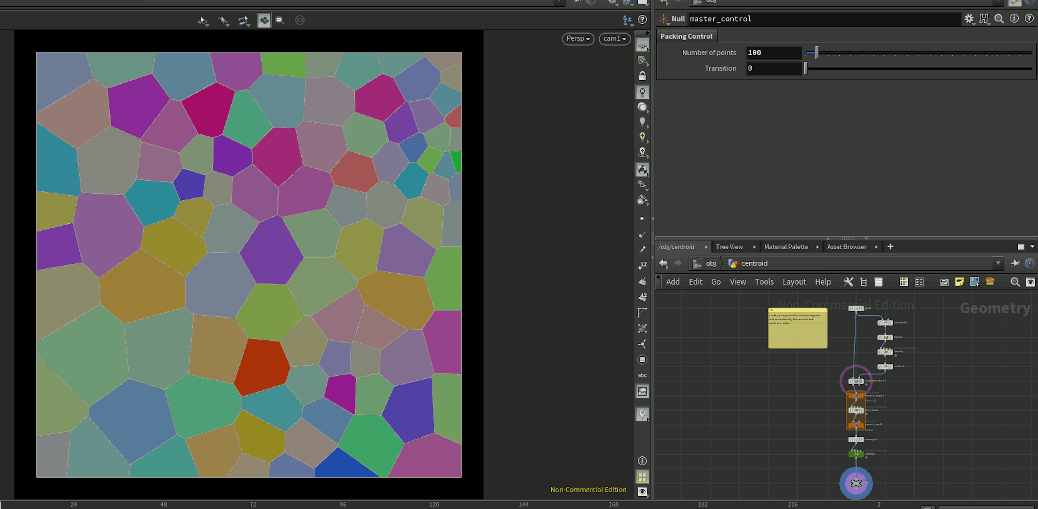 Null master_control
Packing Control
Number of points 100
Transition 0
Persp
cam1
Non-Commercial Edition
/obj/centroid
Tree View
Material Palette
Asset Browser
obj
centroid
Add Edit Go View Tools Layout Help
Non-Commercial Edition
Geometry
abc
24 48 72 96 120 144 168 192 216 2